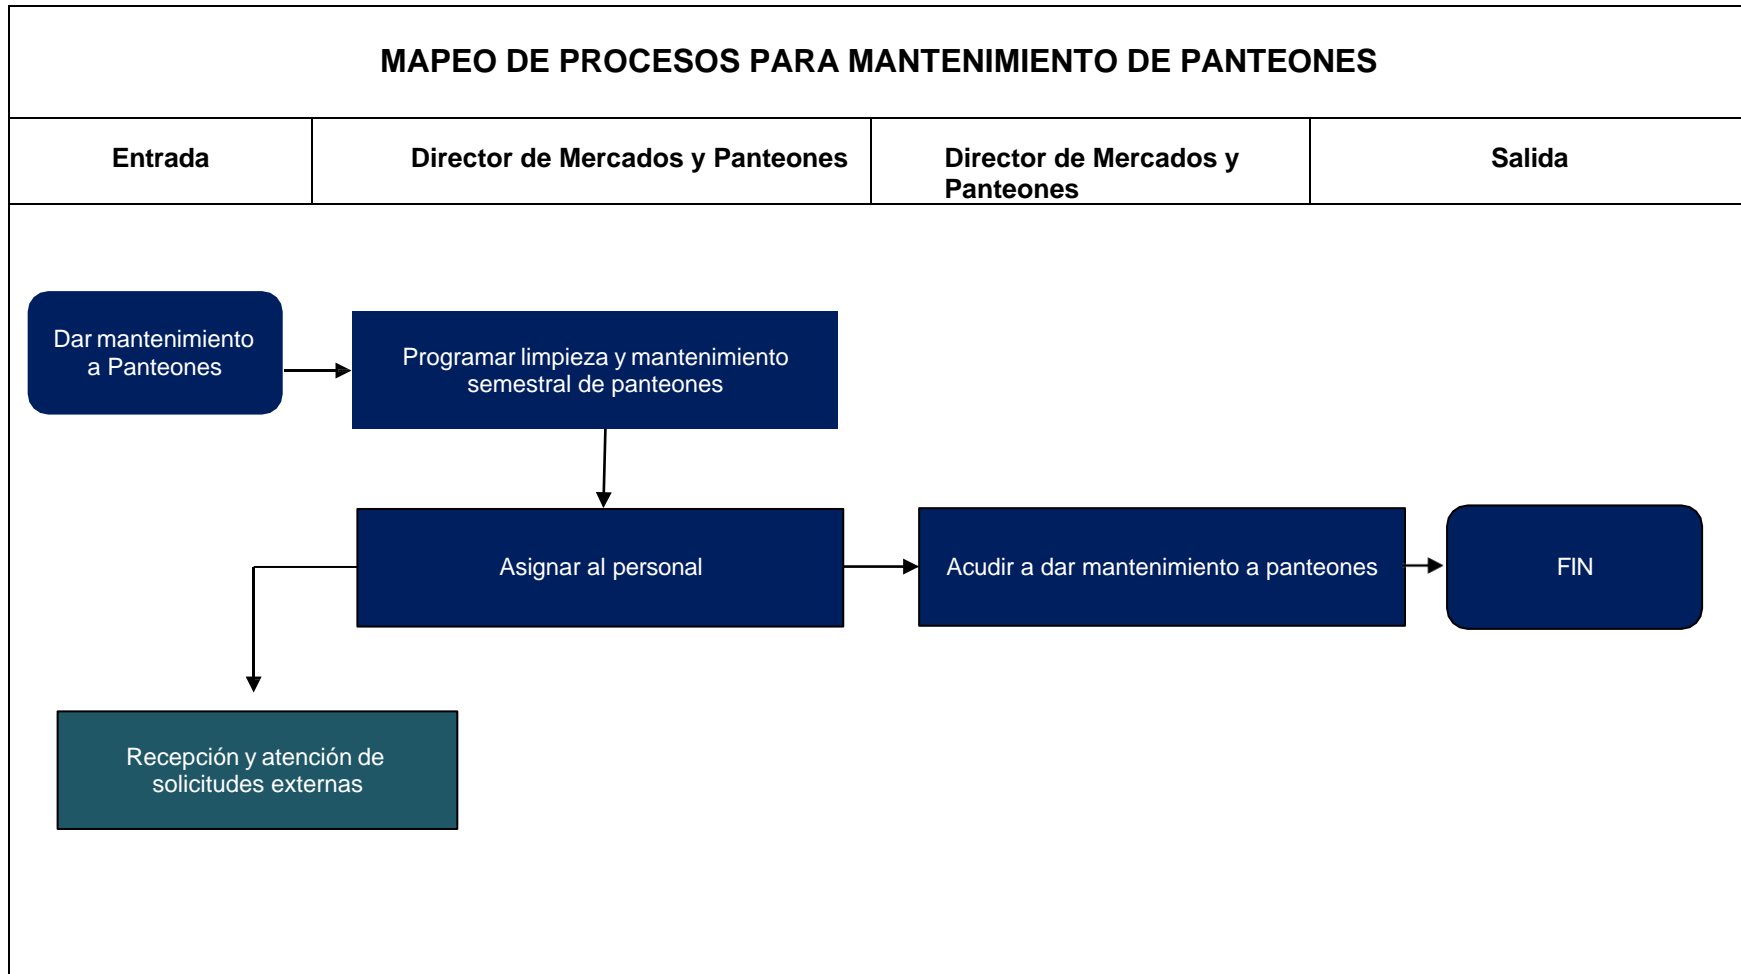 MAPEO DE PROCESOS PARA MANTENIMIENTO DE PANTEONES
Entrada
Director de Mercados y Panteones
Director de Mercados y
Panteones
Salida
Dar mantenimiento
a Panteones
Programar limpieza y mantenimiento
semestral de panteones
Asignar al personal
Acudir a dar mantenimiento a panteones
FIN
Recepción y atención de
solicitudes externas